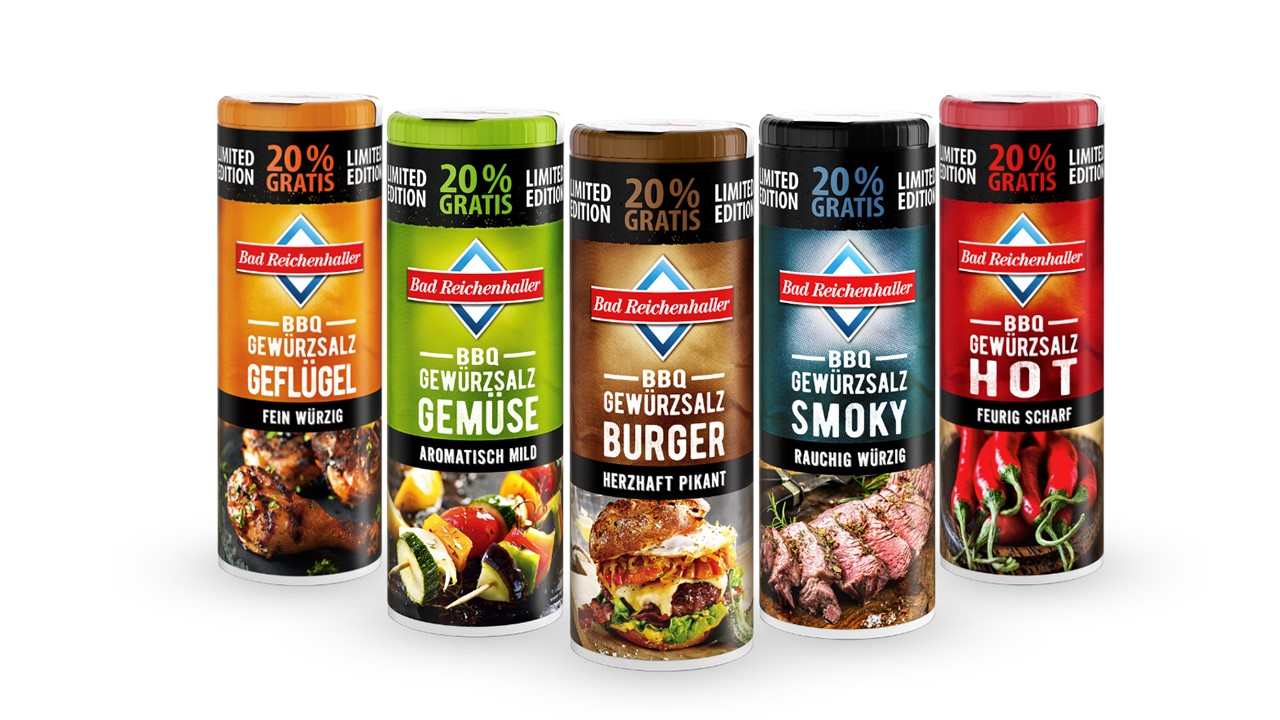 LIMITED EDITION
20 % GRATIS
LIMITED EDITION
Bad Reichenhaller
BBQ
GEWÜRZSALZ
GEFLÜGEL
FEIN WÜRZIG
LIMITED EDITION
20 % GRATIS
LIMITED EDITION
Bad Reichenhaller
BBQ
GEWÜRZSALZ
GEMÜSE
AROMATISCH MILD
LIMITED EDITION
20 % GRATIS
LIMITED EDITION
Bad Reichenhaller
BBQ
GEWÜRZSALZ
BURGER
HERZHAFT PIKANT
LIMITED EDITION
20 % GRATIS
LIMITED EDITION
Bad Reichenhaller
BBQ
GEWÜRZSALZ
SMOKY
RAUCHIG WÜRZIG
LIMITED EDITION
20 % GRATIS
LIMITED EDITION
Bad Reichenhaller
BBQ
GEWÜRZSALZ
HOT
FEURIG SCHARF